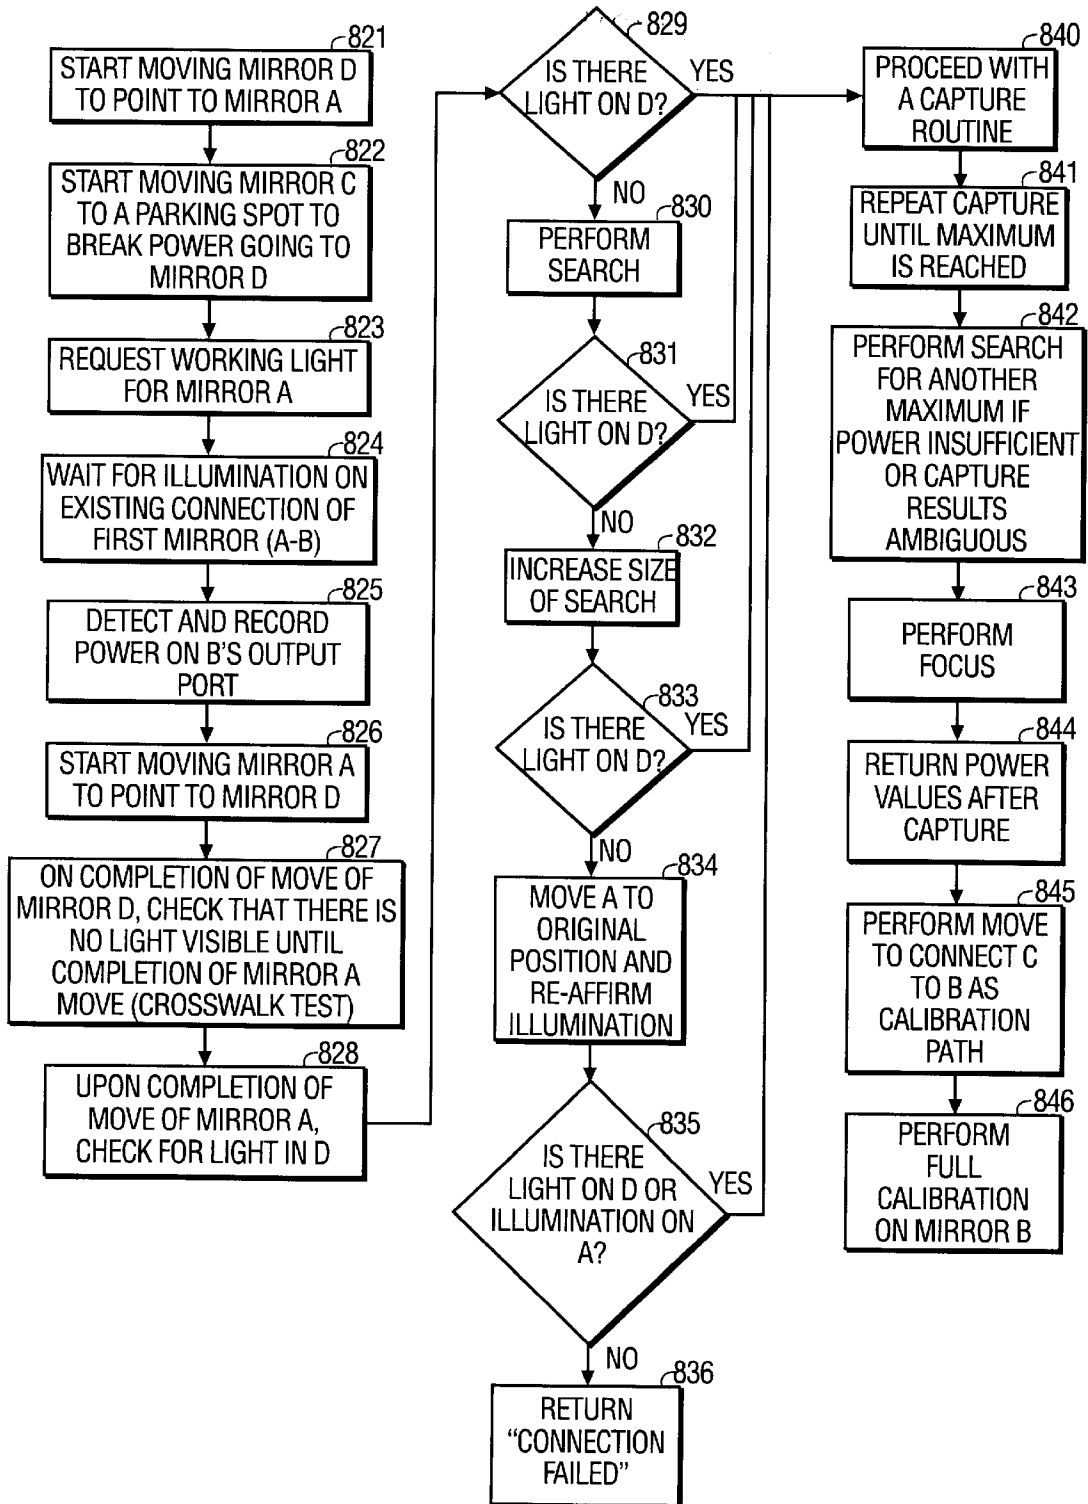 821
START MOVING MIRROR D
TO POINT TO MIRROR A
822
START MOVING MIRROR C
TO A PARKING SPOT TO
BREAK POWER GOING TO
MIRROR D
823
REQUEST WORKING LIGHT
FOR MIRROR A
824
WAIT FOR ILLUMINATION ON
EXISTING CONNECTION OF
FIRST MIRROR (A-B)
825
DETECT AND RECORD
POWER ON B'S OUTPUT
PORT
826
START MOVING MIRROR A
TO POINT TO MIRROR D
827
ON COMPLETION OF MOVE OF
MIRROR D, CHECK THAT THERE IS
NO LIGHT VISIBLE UNTIL
COMPLETION OF MIRROR A
MOVE (CROSSWALK TEST)
828
UPON COMPLETION OF
MOVE OF MIRROR A,
CHECK FOR LIGHT IN D
829
IS THERE
LIGHT ON D?
YES
NO
830
PERFORM
SEARCH
831
IS THERE
LIGHT ON D?
YES
NO
832
INCREASE SIZE
OF SEARCH
833
IS THERE
LIGHT ON D?
YES
NO
834
MOVE A TO
ORIGINAL
POSITION AND
RE-AFFIRM
ILLUMINATION
835
IS THERE
LIGHT ON D OR
ILLUMINATION ON
A?
YES
NO
836
RETURN
"CONNECTION
FAILED"
840
PROCEED WITH
A CAPTURE
ROUTINE
841
REPEAT CAPTURE
UNTIL MAXIMUM
IS REACHED
842
PERFORM SEARCH
FOR ANOTHER
MAXIMUM IF
POWER INSUFFICIENT
OR CAPTURE
RESULTS
AMBIGUOUS
843
PERFORM
FOCUS
844
RETURN POWER
VALUES AFTER
CAPTURE
845
PERFORM MOVE
TO CONNECT C
TO B AS
CALIBRATION
PATH
846
PERFORM
FULL
CALIBRATION
ON MIRROR B